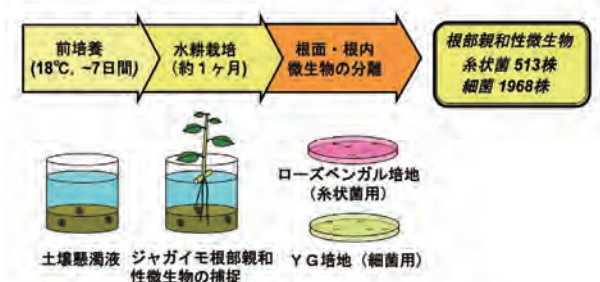 前培養
(18℃, ~7日間)
水耕栽培
(約１ヶ月)
根面・根内
微生物の分離
根部親和性微生物
糸状菌 513株
細菌 1968株
土壌懸濁液
ジャガイモ根部親和
性微生物の捕捉
ローズベンガル培地
(糸状菌用)
ＹＧ培地（細菌用）